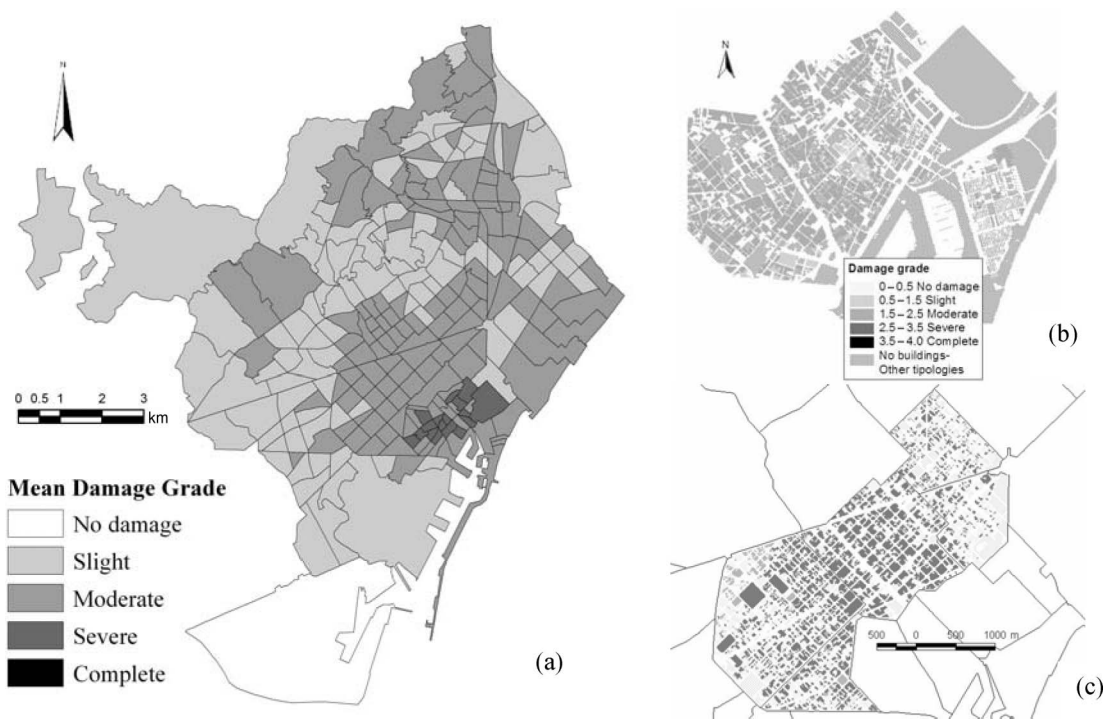 N
0 0.5 1 2 3
km
Mean Damage Grade
No damage
Slight
Moderate
Severe
Complete
(a)
N
Damage grade
0–0.5 No damage
0.5–1.5 Slight
1.5–2.5 Moderate
2.5–3.5 Severe
3.5–4.0 Complete
No buildings-
Other tipologies
(b)
500 0 500 1000 m
(c)